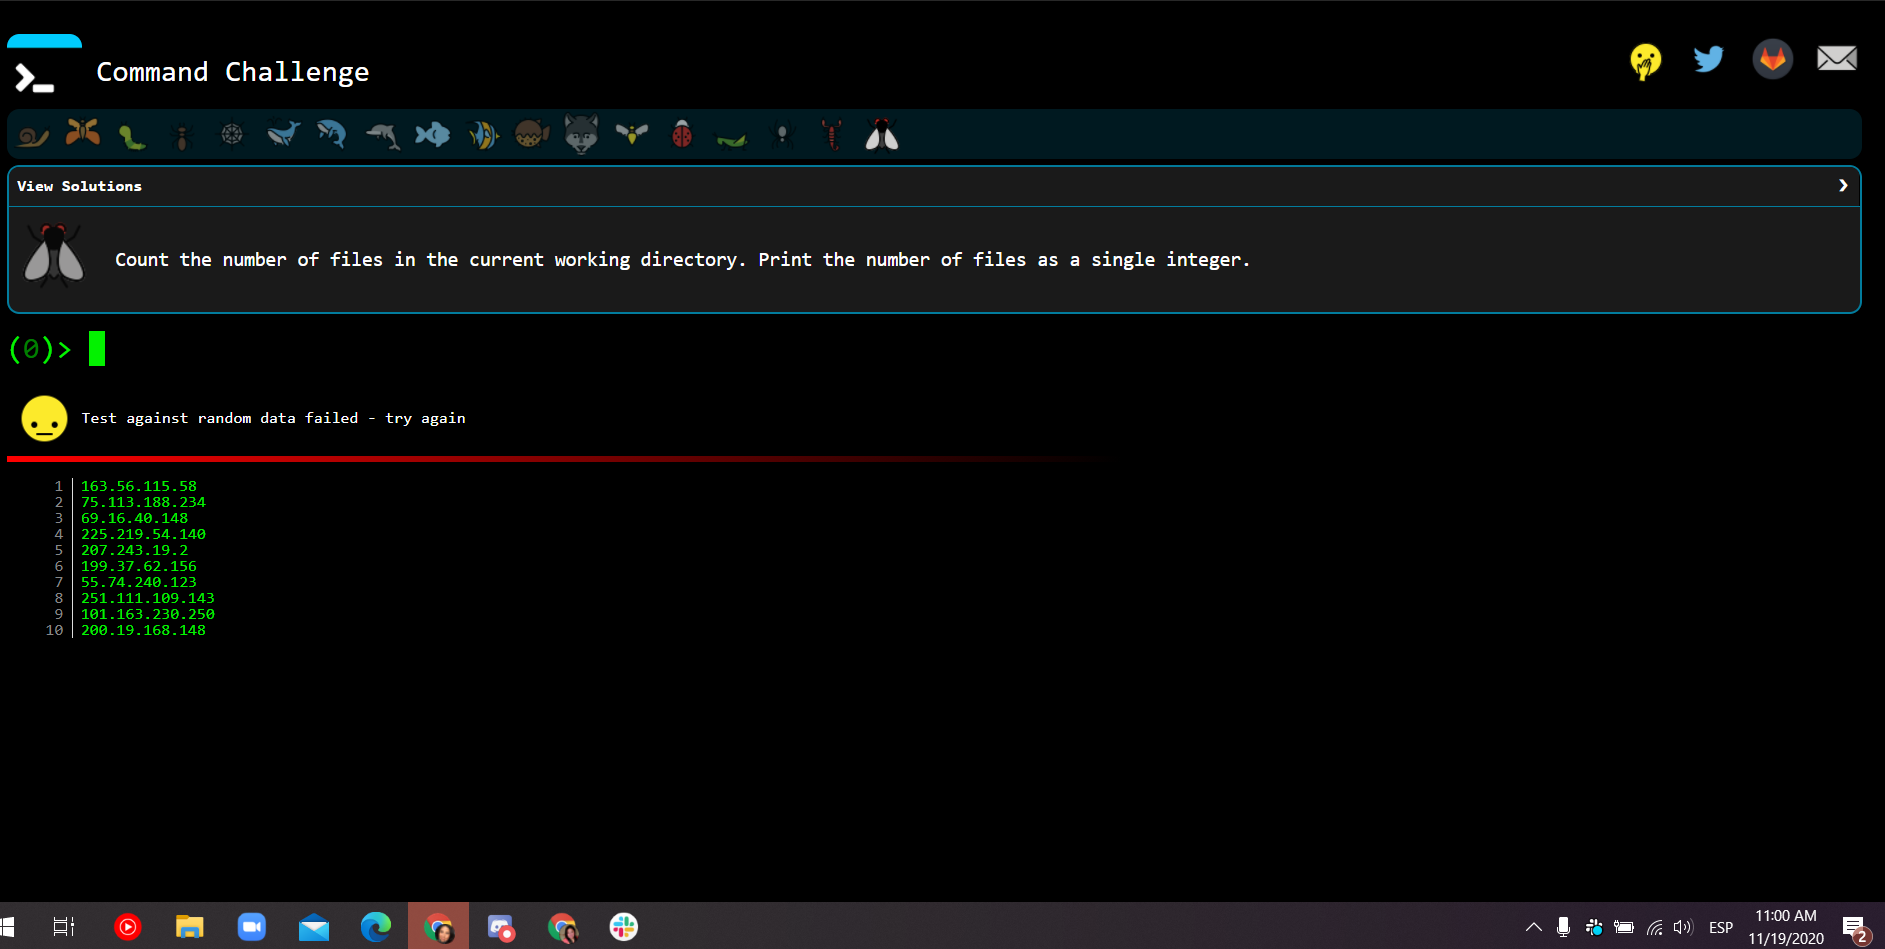 Command Challenge
View Solutions
Count the number of files in the current working directory. Print the number of files as a single integer.
(0)>
Test against random data failed - try again
1 163.56.115.58
2 75.113.188.234
3 69.16.40.148
4 225.219.54.140
5 207.243.19.2
6 199.37.62.156
7 55.74.240.123
8 251.111.109.143
9 101.163.230.250
10 200.19.168.148
ESP
11:00 AM
11/19/2020
2